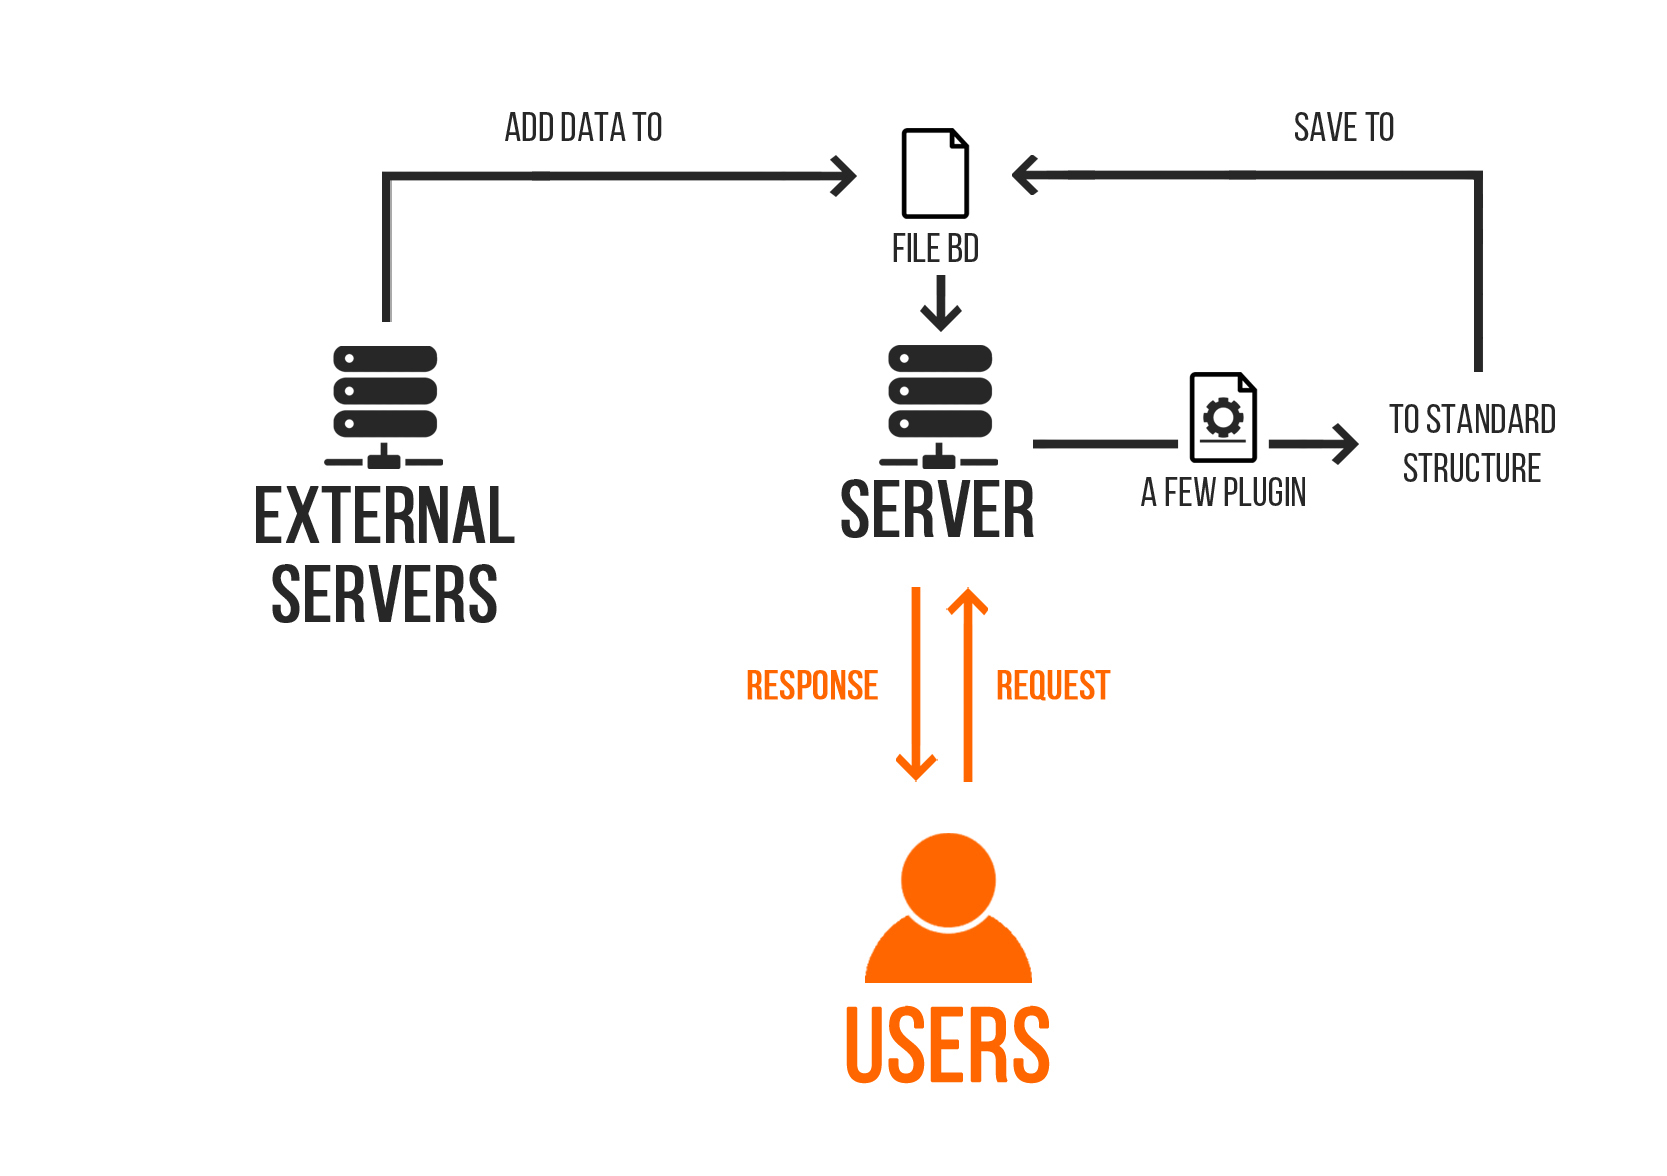 ADD DATA TO
SAVE TO
FILE BD
EXTERNAL
SERVERS
SERVER
A FEW PLUGIN
TO STANDARD
STRUCTURE
RESPONSE
REQUEST
USERS